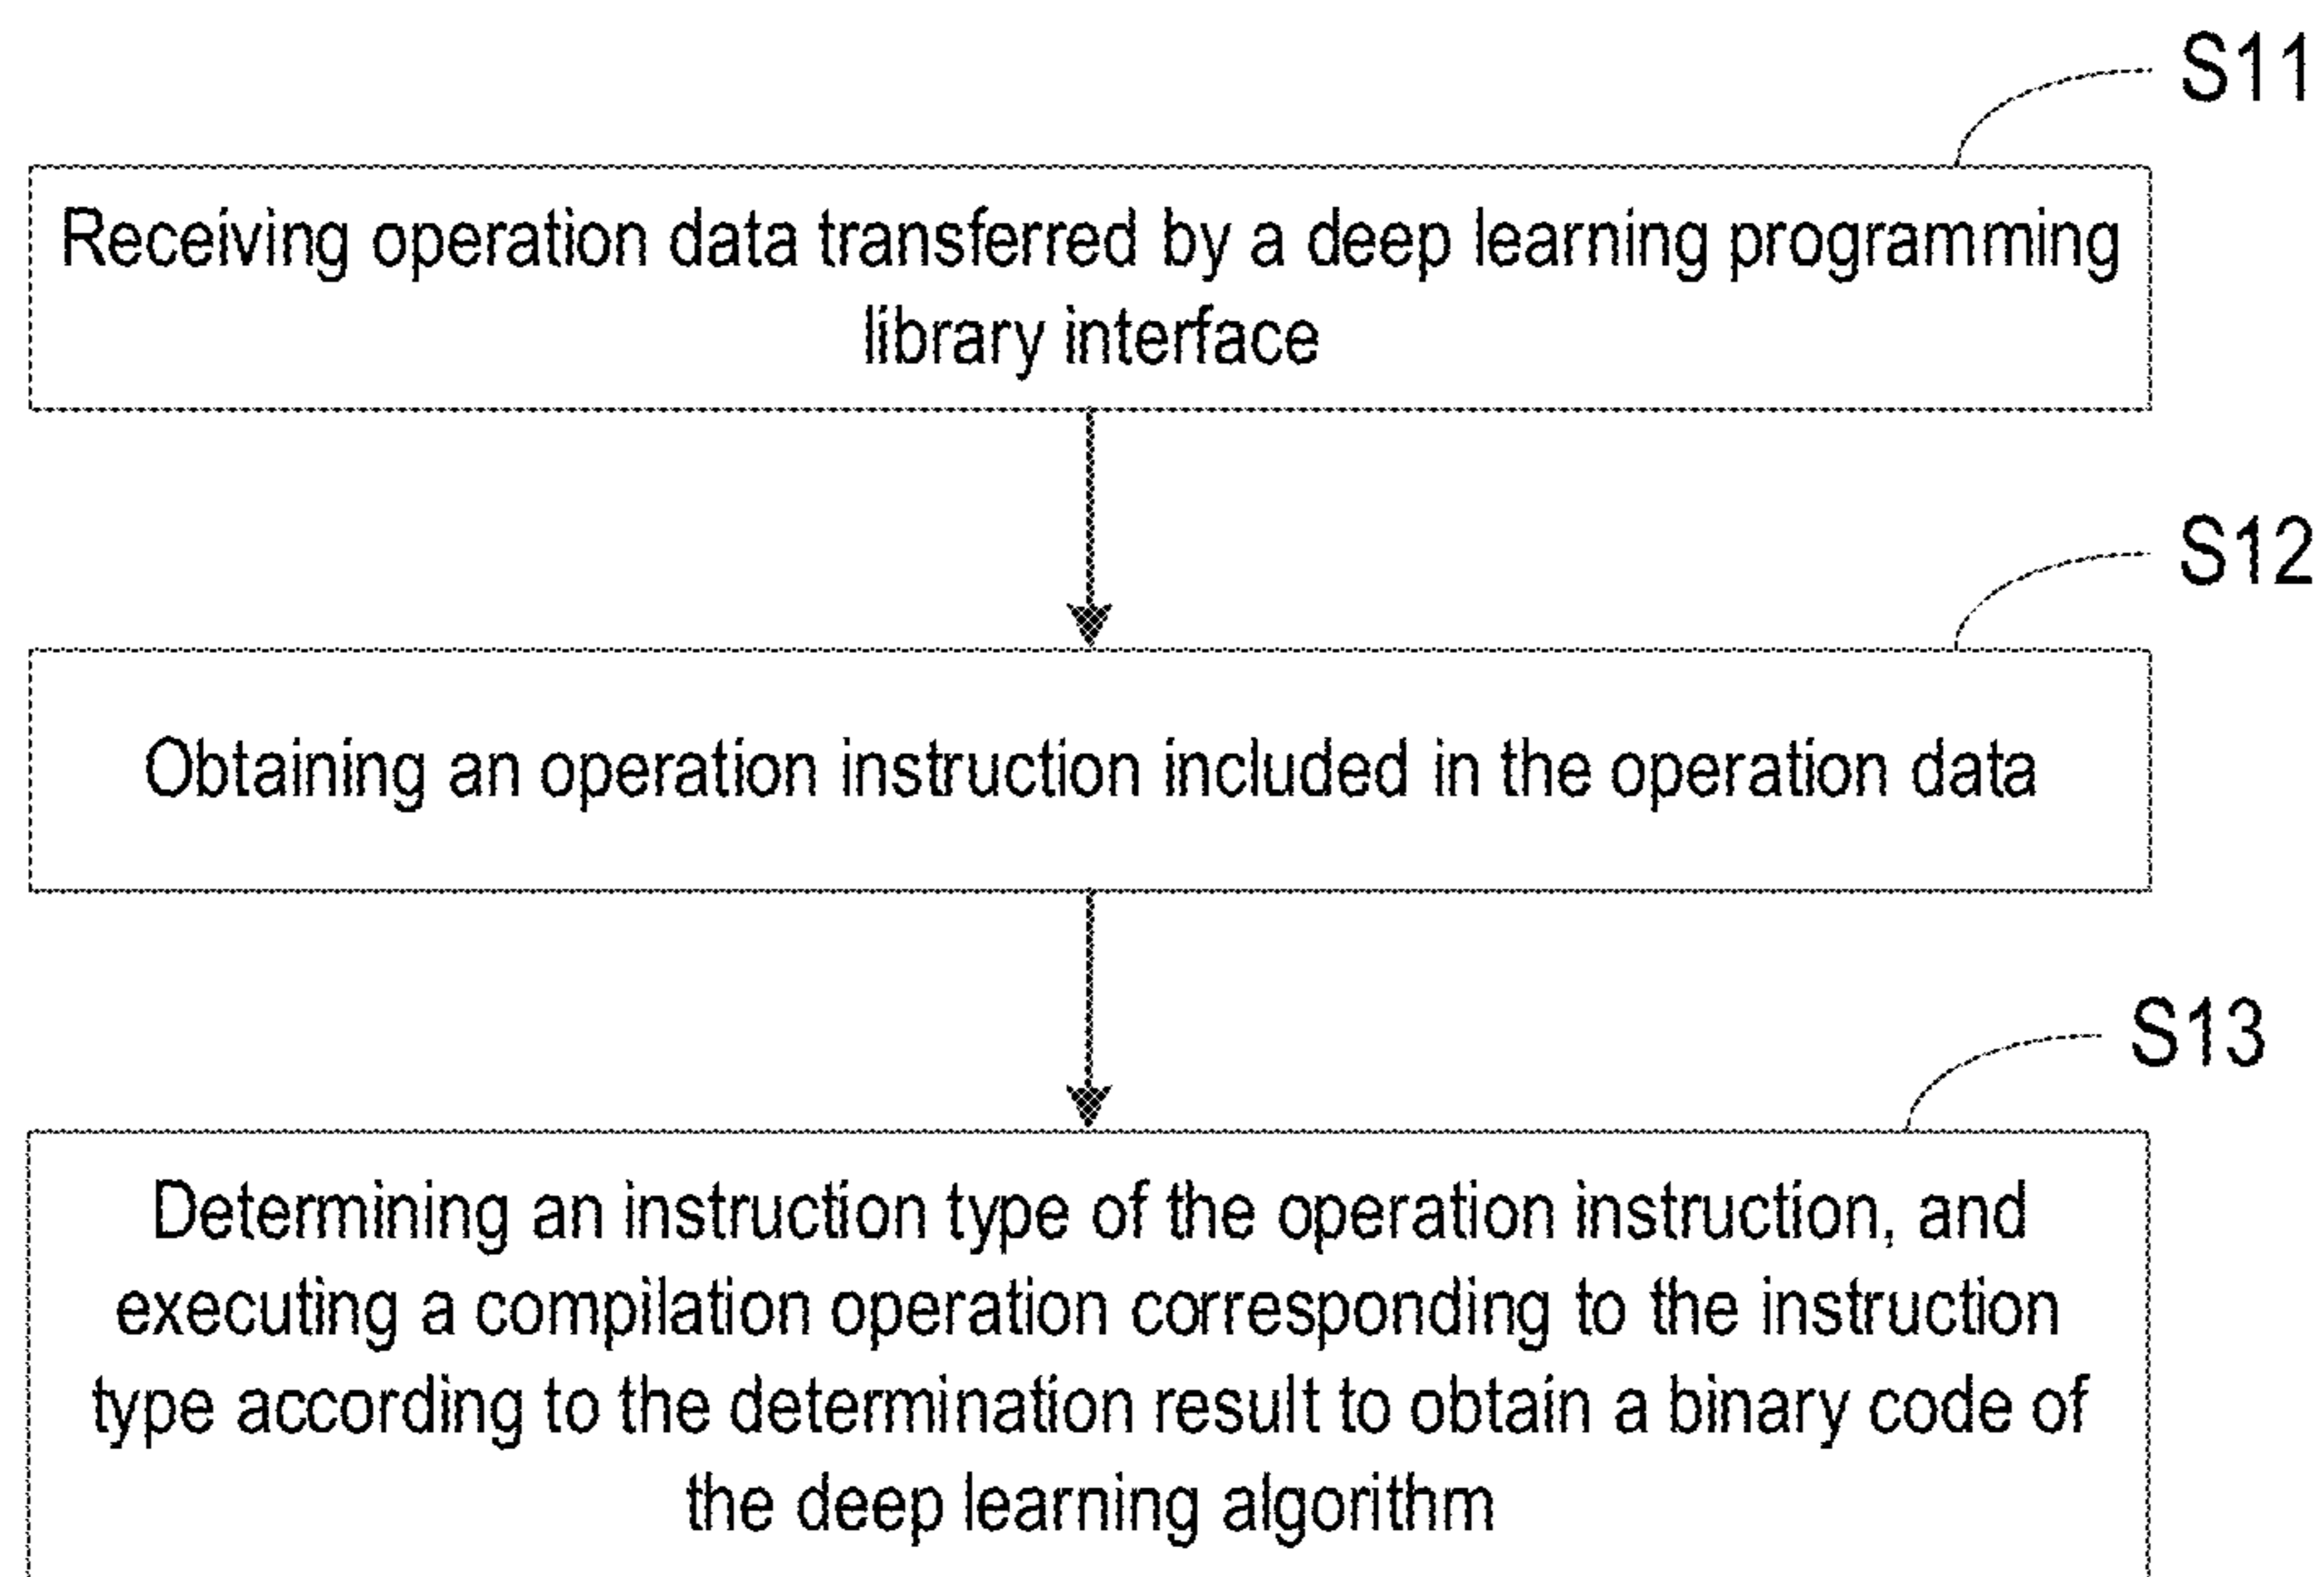 S11
Receiving operation data transferred by a deep learning programming
library interface
S12
Obtaining an operation instruction included in the operation data
S13
Determining an instruction type of the operation instruction, and
executing a compilation operation corresponding to the instruction
type according to the determination result to obtain a binary code of
the deep learning algorithm